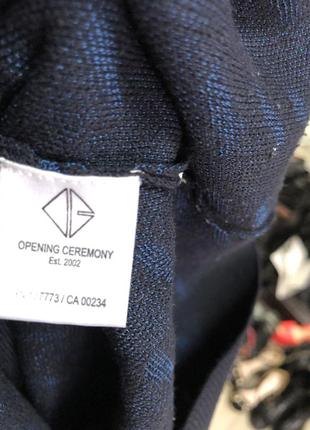 OPENING CEREMONY
Est. 2002
7773 / CA 00234